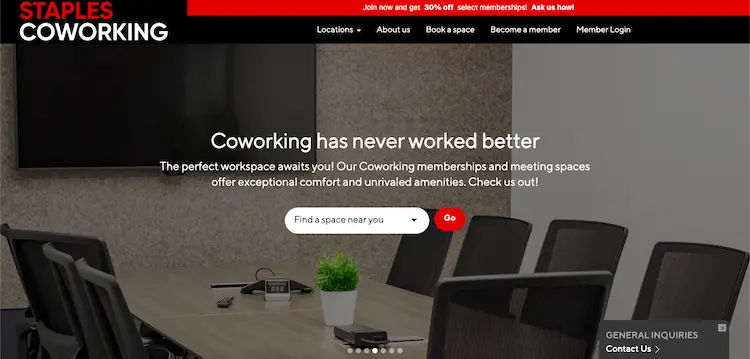 STAPLES
COWORKING
Join now and get 30% off select memberships! Ask us how!
Locations
About us
Book a space
Become a member
Member Login
Coworking has never worked better
The perfect workspace awaits you! Our Coworking memberships and meeting spaces
offer exceptional comfort and unrivaled amenities. Check us out!
Find a space near you
Go
GENERAL INQUIRIES
Contact Us